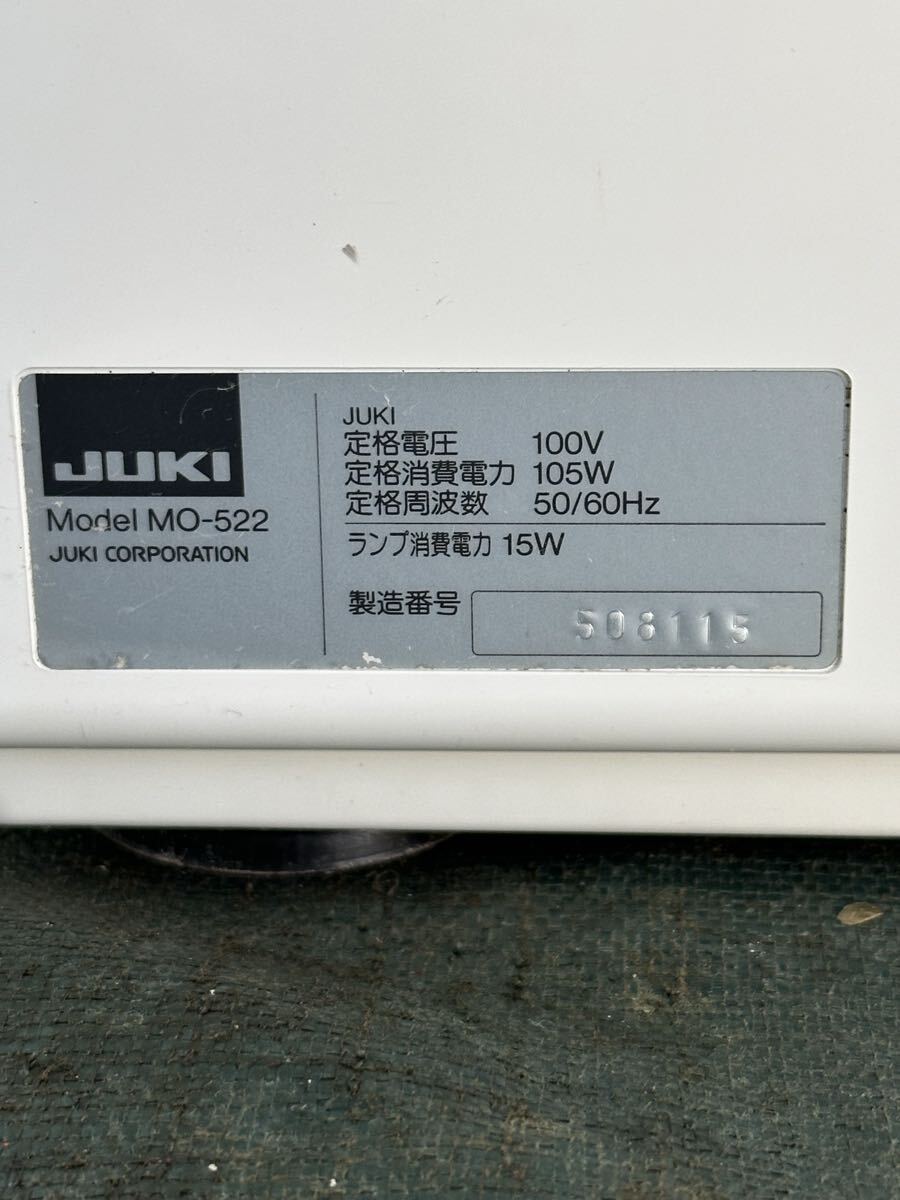 JUKI
Model MO-522
JUKI CORPORATION
JUKI
定格電圧 100V
定格消費電力 105W
定格周波数 50/60Hz
ランプ消費電力 15W
製造番号 508115